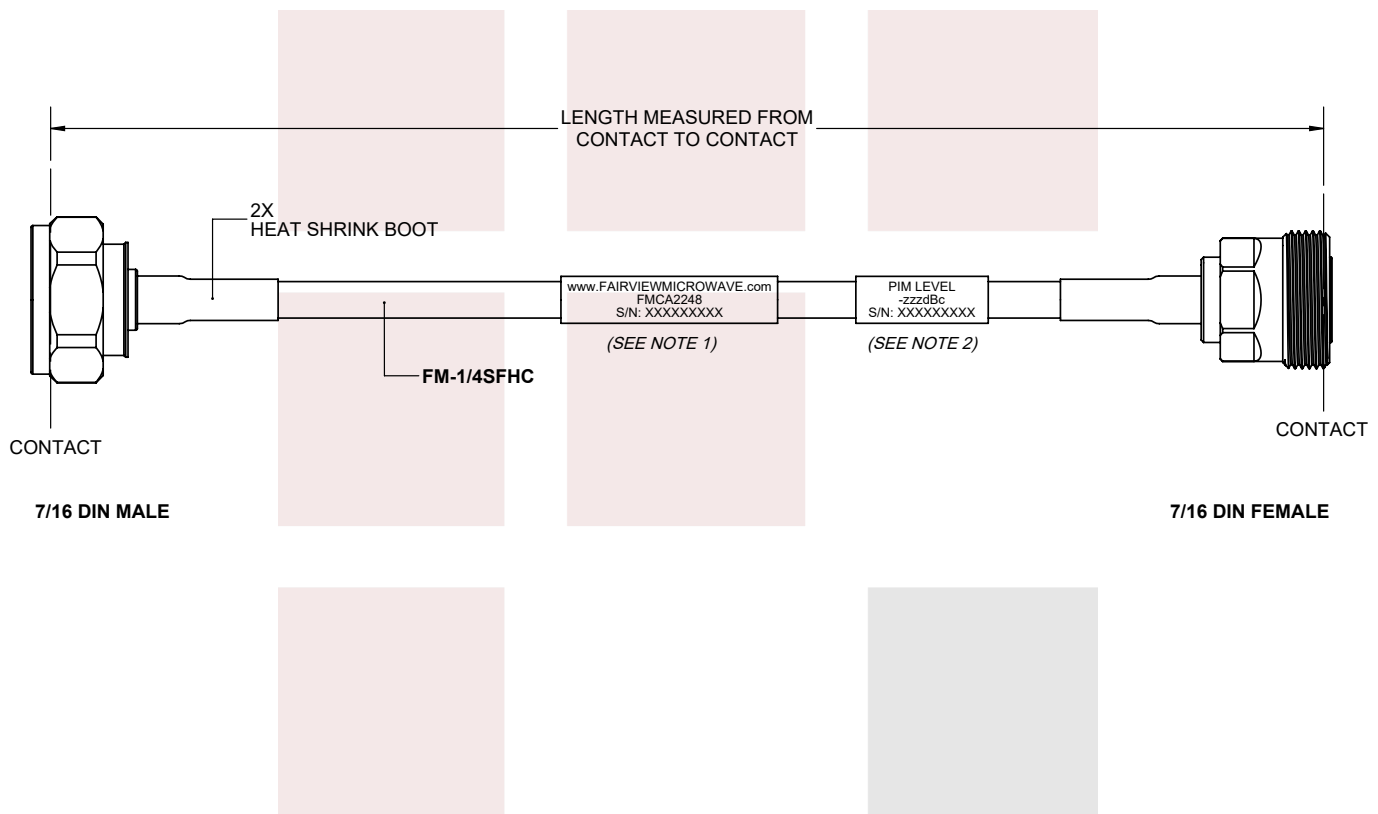 LENGTH MEASURED FROM
CONTACT TO CONTACT
2X
HEAT SHRINK BOOT
www.FAIRVIEWMICROWAVE.com
FMCA2248
S/N: XXXXXXXXX
PIM LEVEL
-zzzdBc
S/N: XXXXXXXXX
(SEE NOTE 1)
(SEE NOTE 2)
FM-1/4SFHC
CONTACT
CONTACT
7/16 DIN MALE
7/16 DIN FEMALE